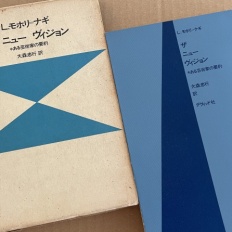 L.モホリ-ナギ
ニュー ヴィジョン
ある芸術家の要約
大森忠行 訳
L. モホリ-ナギ
ザ
ニュー
ヴィジョン
ある芸術家の要約
大森忠行
訳
ダヴィッド社